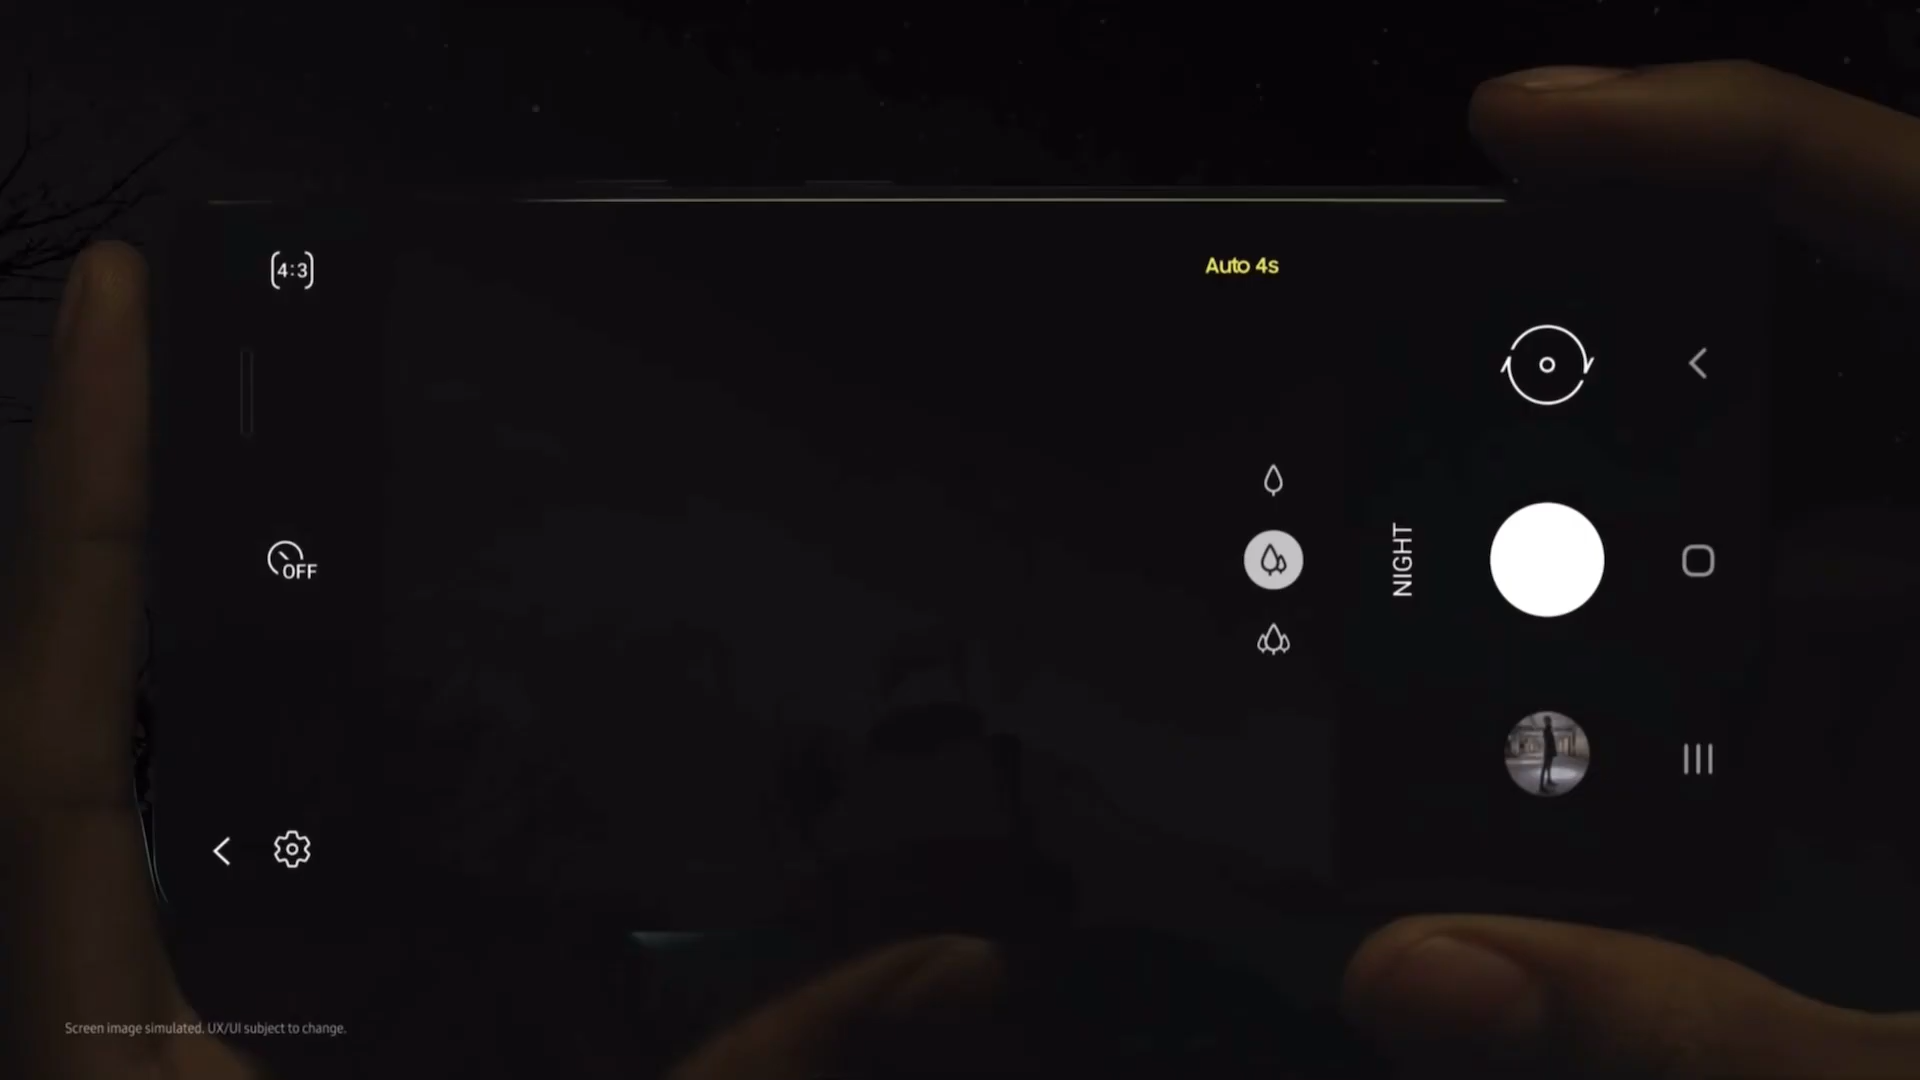 4:3
Auto 4s
OFF
NIGHT
Screen image simulated. UX/UI subject to change.